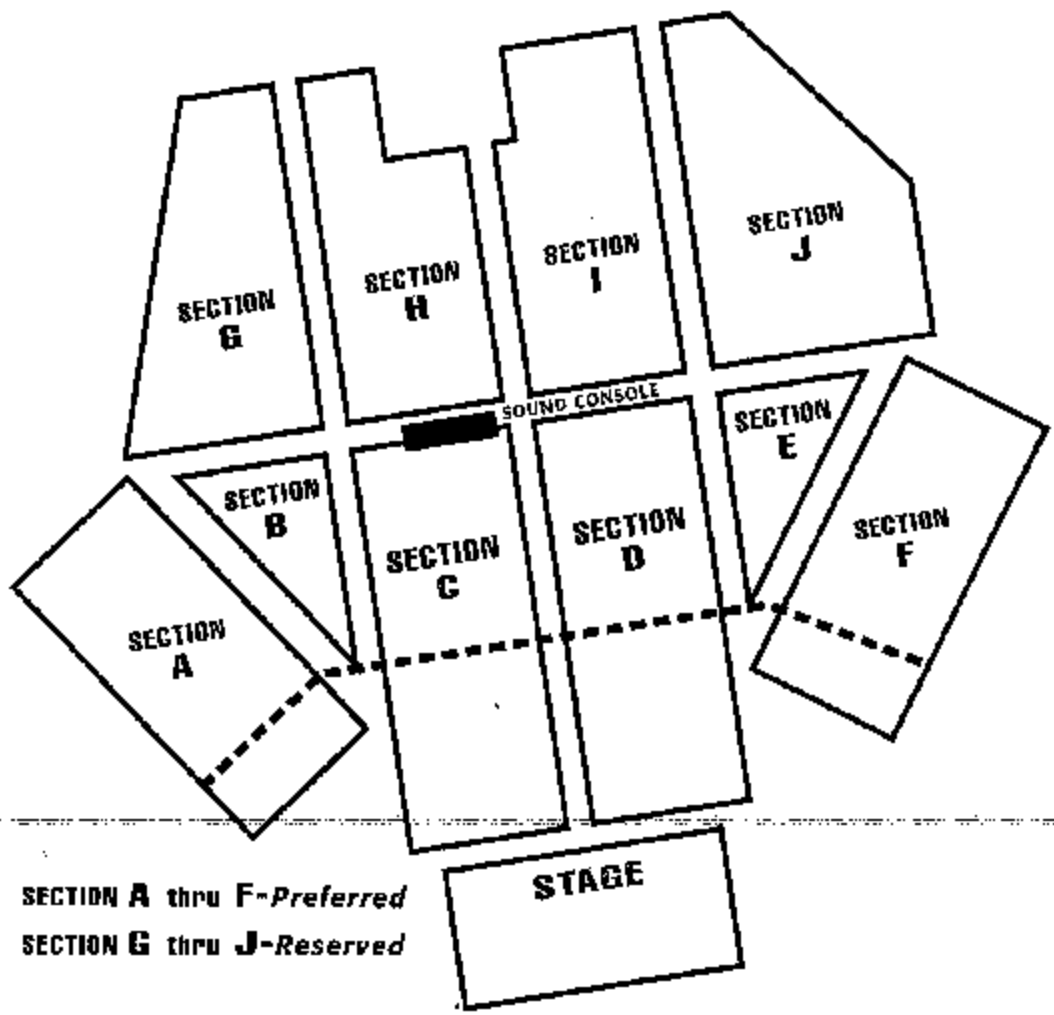 SECTION
G
SECTION
H
SECTION
I
SECTION
J
SOUND CONSOLE
SECTION
A
SECTION
B
SECTION
C
SECTION
D
SECTION
E
SECTION
F
STAGE
SECTION A thru F-Preferred
SECTION G thru J-Reserved